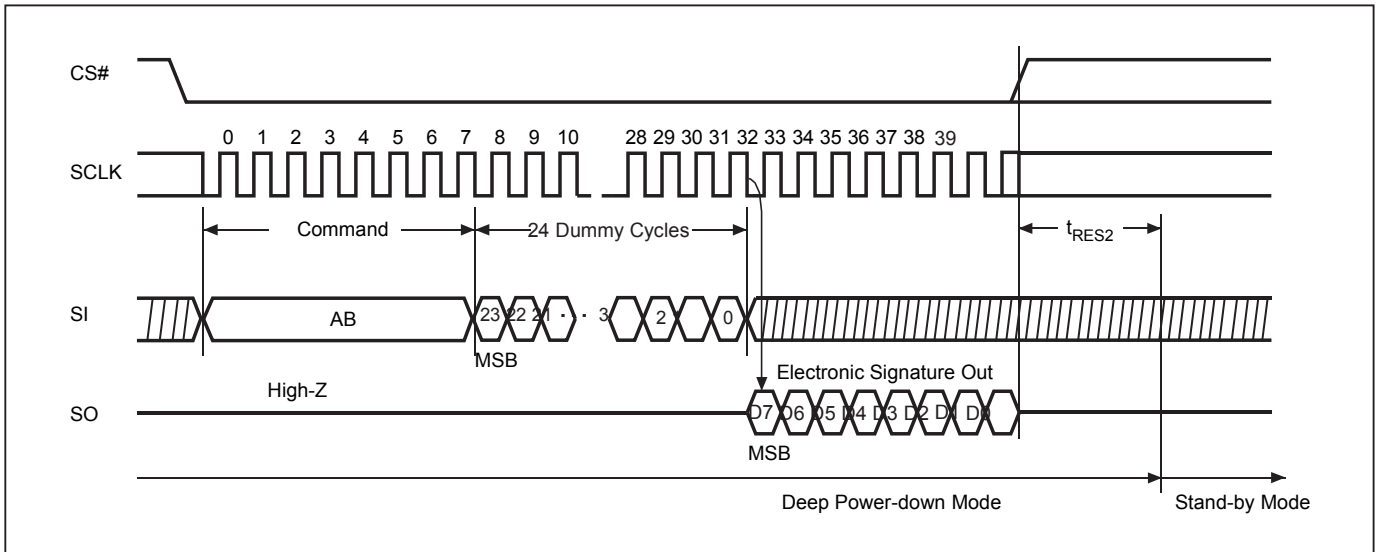 CS#
0 1 2 3 4 5 6 7 8 9 10 28 29 30 31 32 33 34 35 36 37 38 39
SCLK
Command 24 Dummy Cycles tRES2
SI AB 23 22 21 · · · 3 2 0
MSB
Electronic Signature Out
High-Z
SO D7 D6 D5 D4 D3 D2 D1 D0
MSB
Deep Power-down Mode Stand-by Mode